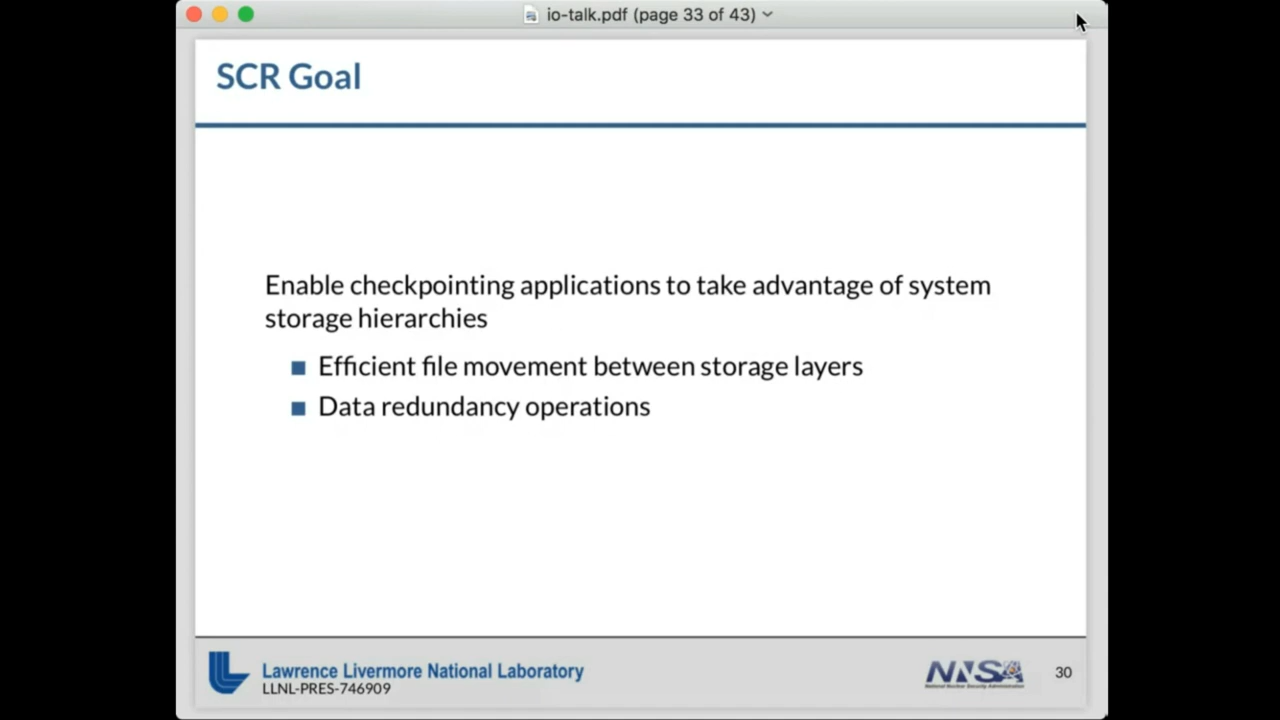 io-talk.pdf (page 33 of 43)
SCR Goal
Enable checkpointing applications to take advantage of system
storage hierarchies
Efficient file movement between storage layers
Data redundancy operations
Lawrence Livermore National Laboratory
LLNL-PRES-746909
NNSA
National Nuclear Security Administration
30